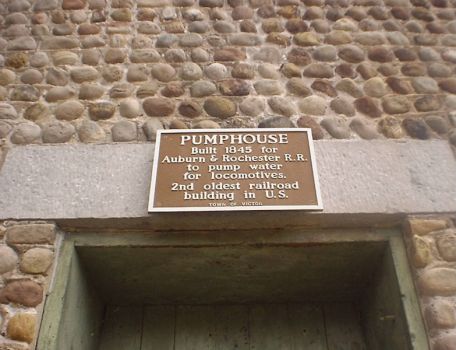 PUMPHOUSE
Built 1845 for
Auburn & Rochester R.R.
to pump water
for locomotives.
2nd oldest railroad
building in U.S.
TOWN OF VICTOR